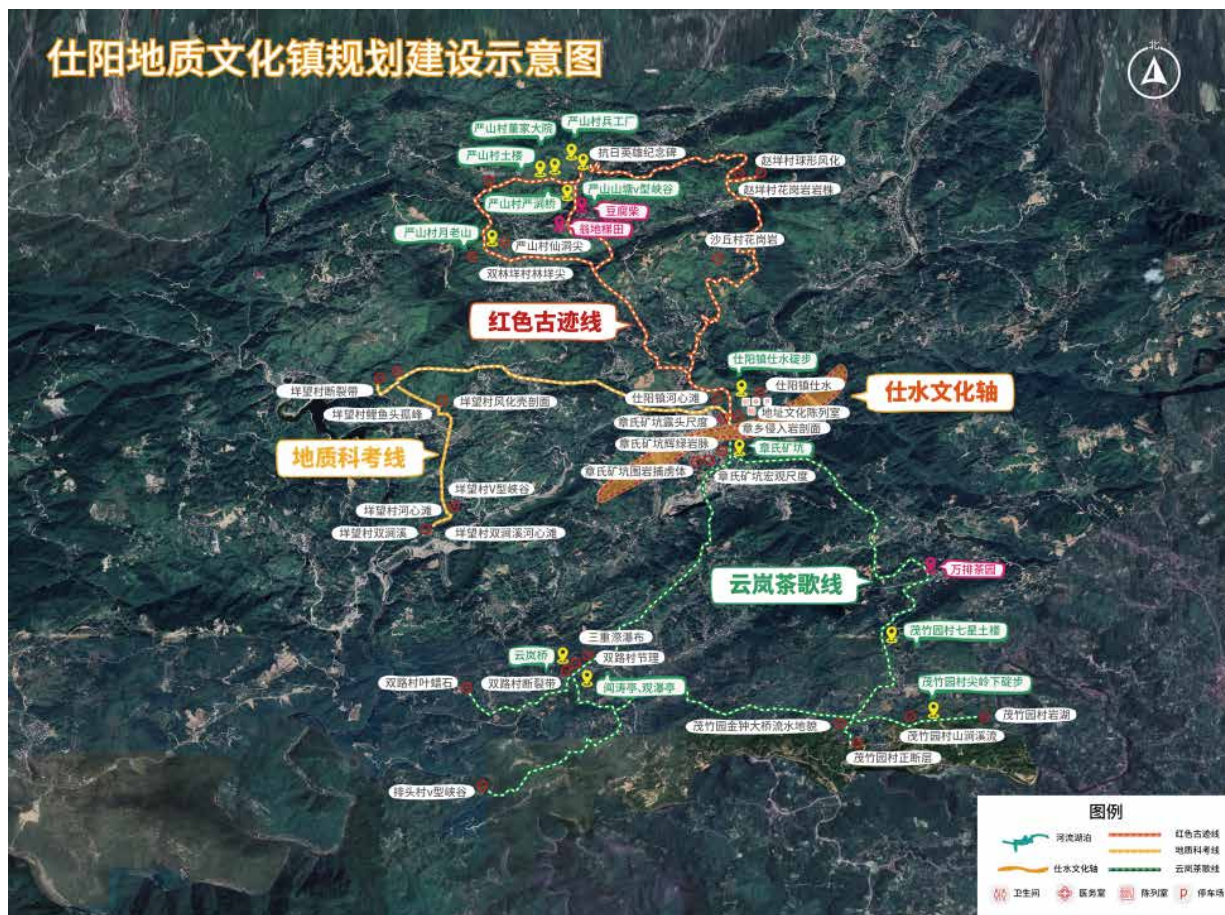 仕阳地质文化镇规划建设示意图
北
严山村兵工厂
严山村董家大院
抗日英雄纪念碑
严山村土楼
赵垟村球形风化
严山山塘v型峡谷
赵垟村花岗岩岩株
严山村严涧桥
豆腐柴
翁地梯田
严山村月老山
严山村仙洞尖
沙丘村花岗岩
双林垟村林垟尖
红色古迹线
仕阳镇仕水碇步
仕阳镇仕水
仕水文化轴
垟望村断裂带
仕阳镇河心滩
垟望村风化壳剖面
地址文化陈列室
垟望村鲤鱼头孤峰
章氏矿坑露头尺度
章乡侵入岩剖面
章氏矿坑辉绿岩脉
章氏矿坑
地质科考线
章氏矿坑围岩捕虏体
章氏矿坑宏观尺度
垟望村V型峡谷
垟望村河心滩
垟望村双涧溪
垟望村双涧溪河心滩
万排茶园
云岚茶歌线
茂竹园村七星土楼
三重漈瀑布
云岚桥
双路村节理
双路村叶蜡石
双路村断裂带
闻涛亭、观瀑亭
茂竹园村尖岭下碇步
茂竹园村岩湖
茂竹园金钟大桥流水地貌
茂竹园村山涧溪流
茂竹园村正断层
排头村v型峡谷
图例
河流湖泊
红色古迹线
地质科考线
仕水文化轴
云岚茶歌线
卫生间
医务室
陈列室
P
停车场